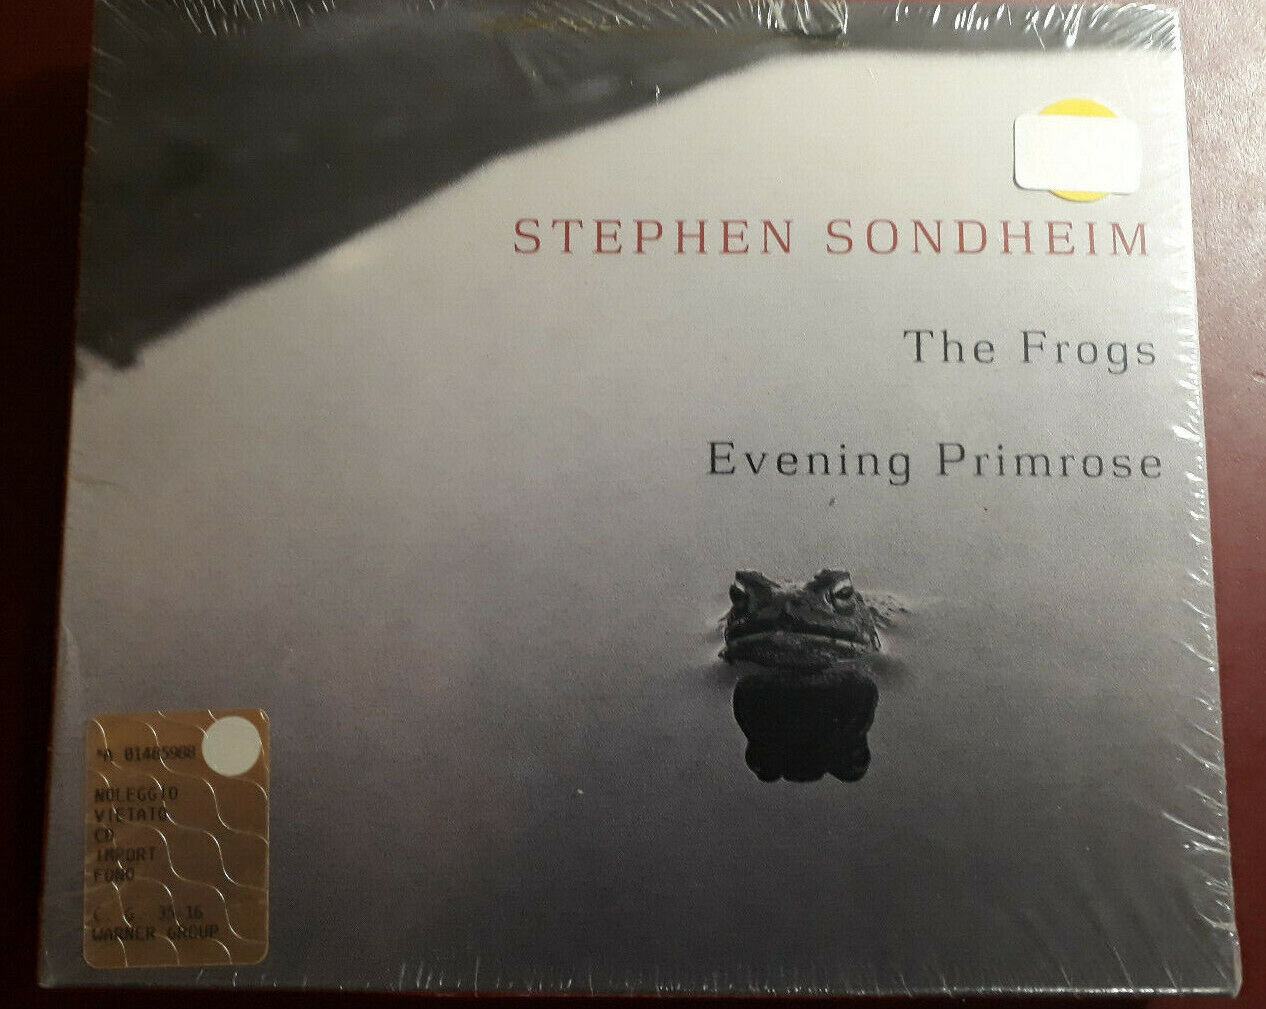 STEPHEN SONDHEIM
The Frogs
Evening Primrose
NOLEGGIO
VIETATO
CD
IMPORT
FONO
WARNER GROUP